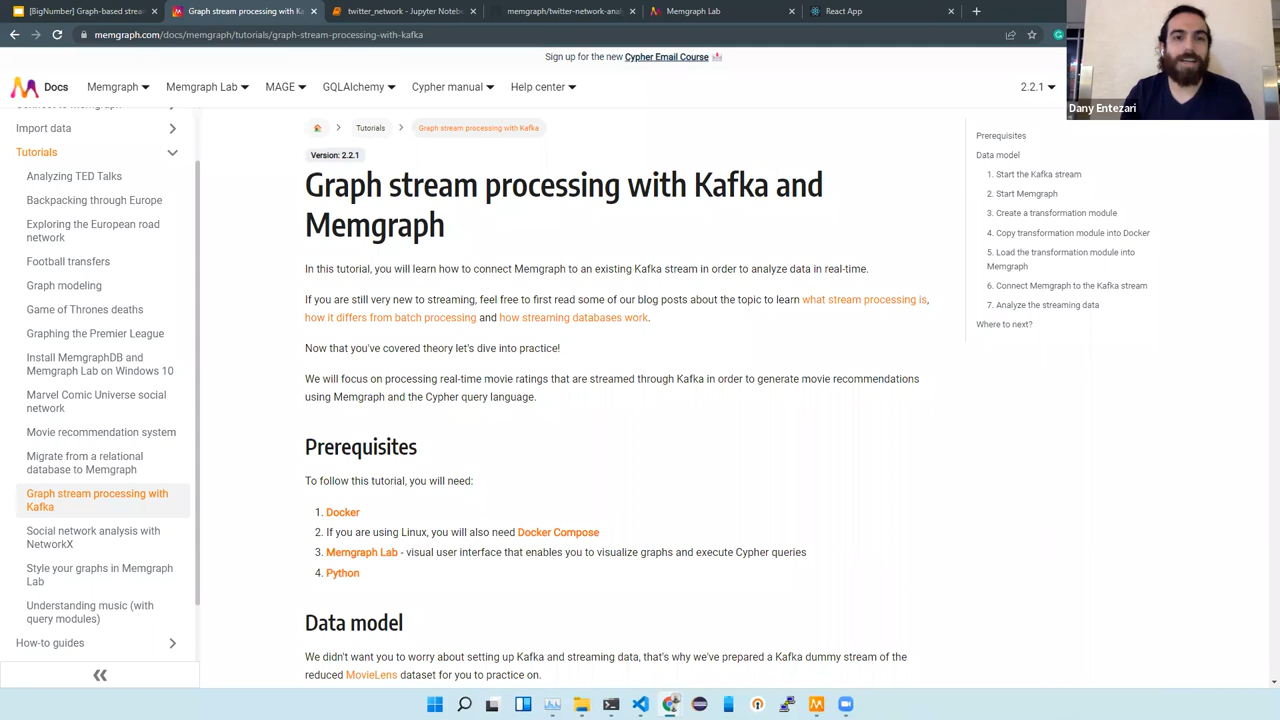 [BigNumber] Graph-based stre
Graph stream processing with Ka
twitter_network - Jupyter Noteb
memgraph/twitter-network-anal
Memgraph Lab
React App
memgraph.com/docs/memgraph/tutorials/graph-stream-processing-with-kafka
Sign up for the new Cypher Email Course
Docs
Memgraph
Memgraph Lab
MAGE
GQLAlchemy
Cypher manual
Help center
2.2.1
Dany Entezari
Import data
Tutorials
Analyzing TED Talks
Backpacking through Europe
Exploring the European road
network
Football transfers
Graph modeling
Game of Thrones deaths
Graphing the Premier League
Install MemgraphDB and
Memgraph Lab on Windows 10
Marvel Comic Universe social
network
Movie recommendation system
Migrate from a relational
database to Memgraph
Graph stream processing with
Kafka
Social network analysis with
NetworkX
Style your graphs in Memgraph
Lab
Understanding music (with
query modules)
How-to guides
Tutorials
Graph stream processing with Kafka
Version: 2.2.1
Graph stream processing with Kafka and
Memgraph
In this tutorial, you will learn how to connect Memgraph to an existing Kafka stream in order to analyze data in real-time.
If you are still very new to streaming, feel free to first read some of our blog posts about the topic to learn what stream processing is,
how it differs from batch processing and how streaming databases work.
Now that you've covered theory let's dive into practice!
We will focus on processing real-time movie ratings that are streamed through Kafka in order to generate movie recommendations
using Memgraph and the Cypher query language.
Prerequisites
To follow this tutorial, you will need:
1. Docker
2. If you are using Linux, you will also need Docker Compose
3. Memgraph Lab - visual user interface that enables you to visualize graphs and execute Cypher queries
4. Python
Data model
We didn't want you to worry about setting up Kafka and streaming data, that's why we've prepared a Kafka dummy stream of the
reduced MovieLens dataset for you to practice on.
Prerequisites
Data model
1. Start the Kafka stream
2. Start Memgraph
3. Create a transformation module
4. Copy transformation module into Docker
5. Load the transformation module into
Memgraph
6. Connect Memgraph to the Kafka stream
7. Analyze the streaming data
Where to next?